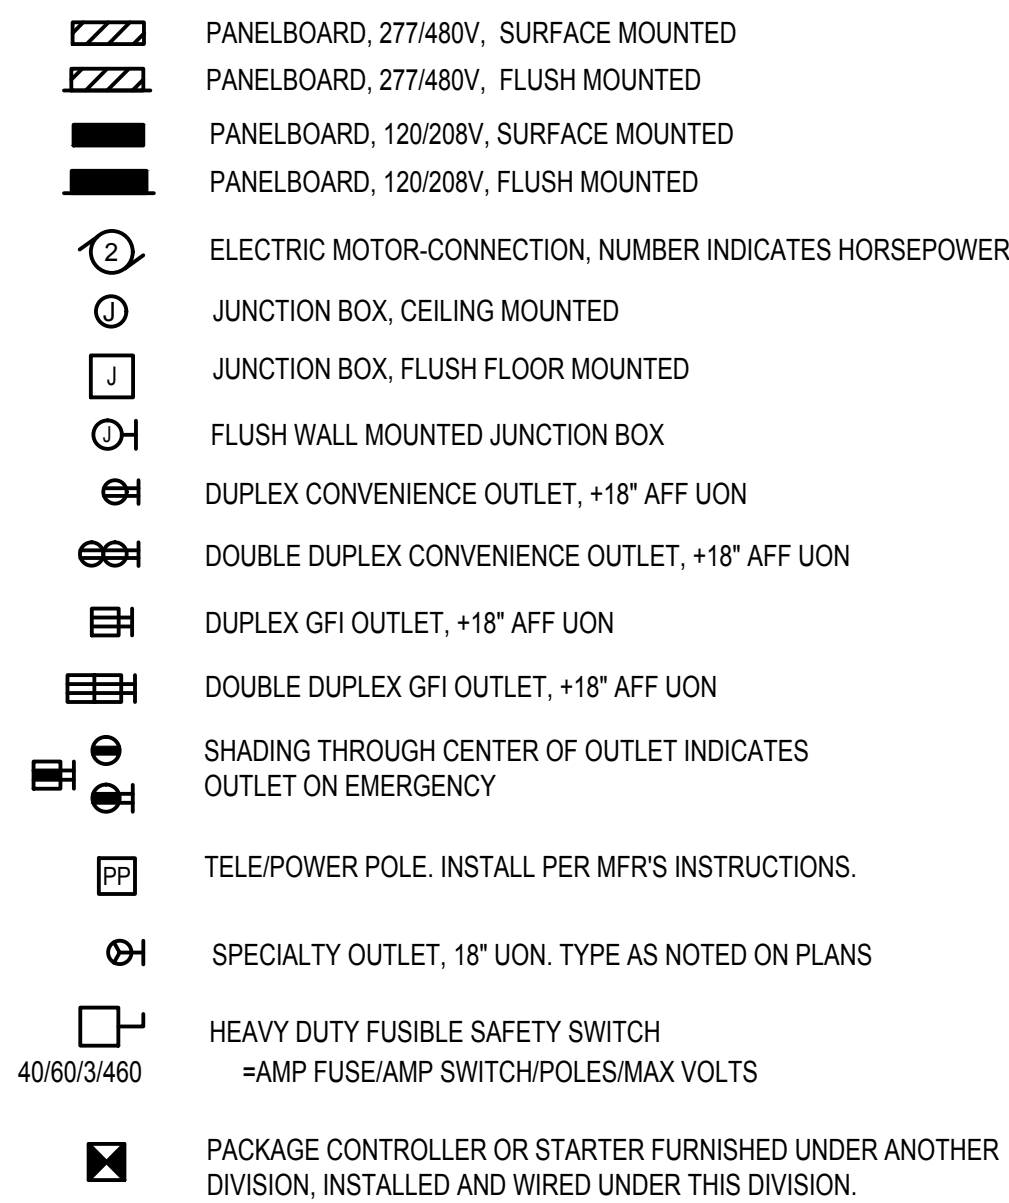 PANELBOARD, 277/480V, SURFACE MOUNTED
PANELBOARD, 277/480V, FLUSH MOUNTED
PANELBOARD, 120/208V, SURFACE MOUNTED
PANELBOARD, 120/208V, FLUSH MOUNTED
2 ELECTRIC MOTOR-CONNECTION, NUMBER INDICATES HORSEPOWER
J JUNCTION BOX, CEILING MOUNTED
J JUNCTION BOX, FLUSH FLOOR MOUNTED
J FLUSH WALL MOUNTED JUNCTION BOX
DUPLEX CONVENIENCE OUTLET, +18" AFF UON
DOUBLE DUPLEX CONVENIENCE OUTLET, +18" AFF UON
DUPLEX GFI OUTLET, +18" AFF UON
DOUBLE DUPLEX GFI OUTLET, +18" AFF UON
SHADING THROUGH CENTER OF OUTLET INDICATES
OUTLET ON EMERGENCY
PP TELE/POWER POLE. INSTALL PER MFR'S INSTRUCTIONS.
SPECIALTY OUTLET, 18" UON. TYPE AS NOTED ON PLANS
HEAVY DUTY FUSIBLE SAFETY SWITCH
40/60/3/460 =AMP FUSE/AMP SWITCH/POLES/MAX VOLTS
PACKAGE CONTROLLER OR STARTER FURNISHED UNDER ANOTHER
DIVISION, INSTALLED AND WIRED UNDER THIS DIVISION.